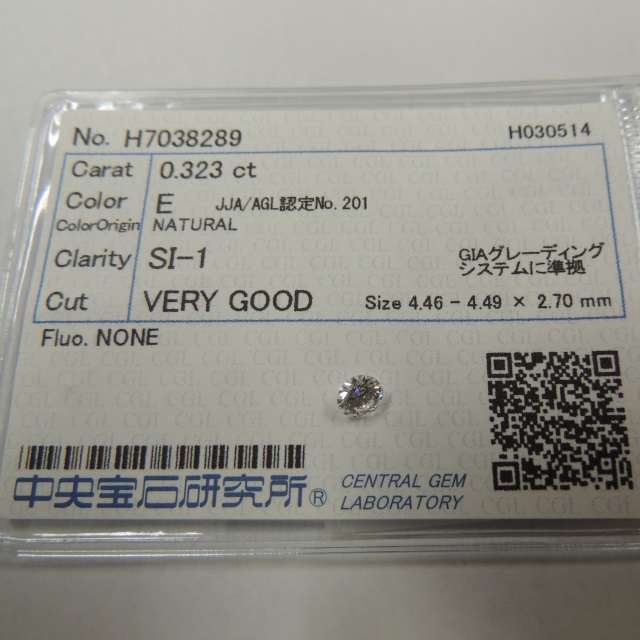 No. H7038289 H030514
Carat 0.323 ct
Color E JJA/AGL認定No.201
ColorOrigin NATURAL
Clarity SI-1 GIAグレーディング
システムに準拠
Cut VERY GOOD Size 4.46 - 4.49 × 2.70 mm
Fluo. NONE
中央宝石研究所® CENTRAL GEM
LABORATORY